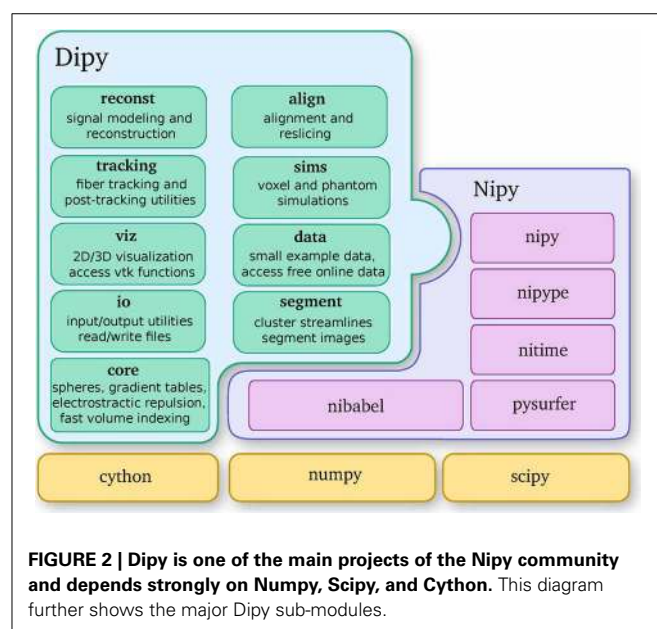 Dipy
reconst
signal modeling and
reconstruction
align
alignment and
reslicing
tracking
fiber tracking and
post-tracking utilities
sims
voxel and phantom
simulations
viz
2D/3D visualization
access vtk functions
data
small example data,
access free online data
io
input/output utilities
read/write files
segment
cluster streamlines
segment images
core
spheres, gradient tables,
electrostractic repulsion,
fast volume indexing
Nipy
nipy
nipype
nitime
nibabel
pysurfer
cython
numpy
scipy
FIGURE 2 | Dipy is one of the main projects of the Nipy community
and depends strongly on Numpy, Scipy, and Cython. This diagram
further shows the major Dipy sub-modules.